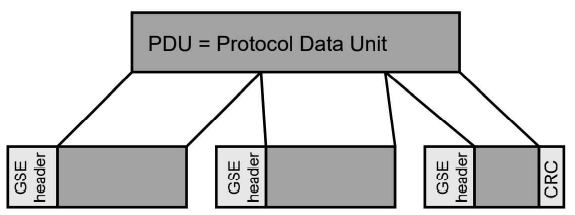 PDU = Protocol Data Unit
GSE
header
GSE
header
GSE
header
CRC